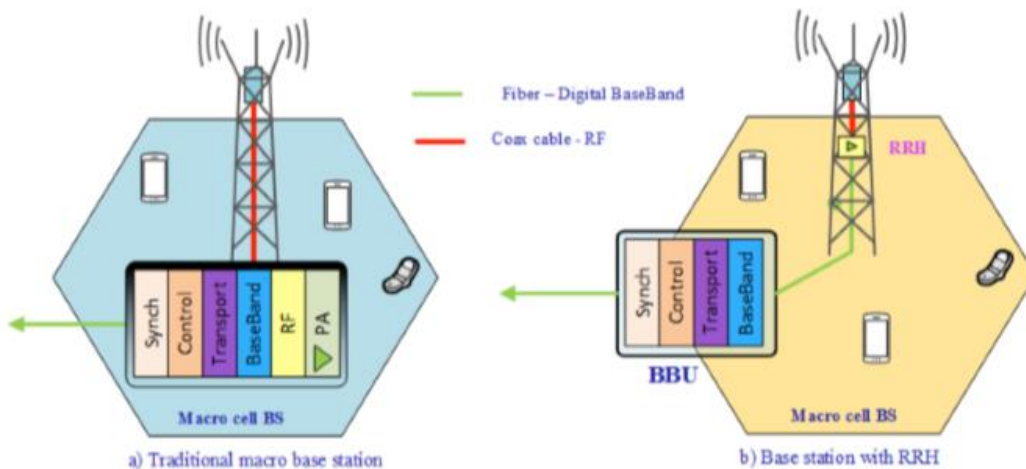 Fiber – Digital BaseBand
Coax cable - RF
Synch
Control
Transport
BaseBand
RF
PA
Macro cell BS
a) Traditional macro base station
RRH
Synch
Control
Transport
BaseBand
BBU
Macro cell BS
b) Base station with RRH